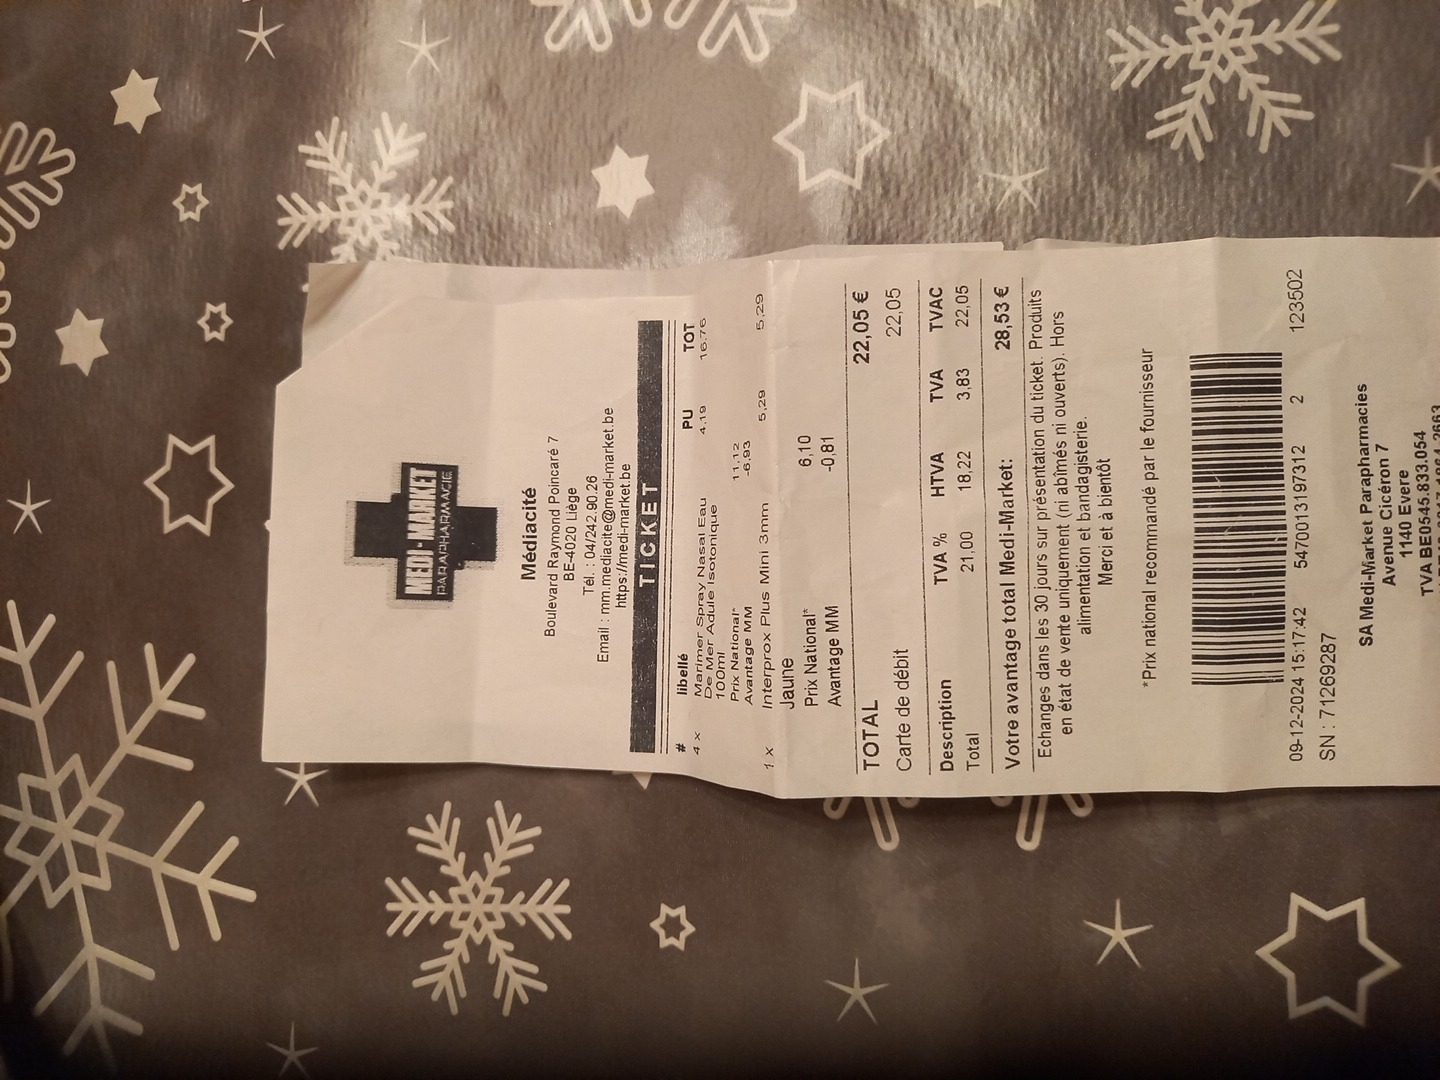 MEDI-MARKET
PARAPHARMACIE
Médiacité
Boulevard Raymond Poincaré 7
BE-4020 Liège
Tél. : 04/242.90.26
Email : mm.mediacite@medi-market.be
https://medi-market.be
TICKET
# libellé PU TOT
4 x Marimer Spray Nasal Eau 4,19 16,76
De Mer Adule Isotonique
100ml
Prix National* 11,12
Avantage MM -6,93
1 x Interprox Plus Mini 3mm 5,29 5,29
Jaune
Prix National* 6,10
Avantage MM -0,81
TOTAL 22,05 €
Carte de débit 22,05
Description TVA % HTVA TVA TVAC
Total 21,00 18,22 3,83 22,05
Votre avantage total Medi-Market: 28,53 €
Echanges dans les 30 jours sur présentation du ticket. Produits
en état de vente uniquement (ni abîmés ni ouverts). Hors
alimentation et bandagisterie.
Merci et à bientôt
*Prix national recommandé par le fournisseur
09-12-2024 15:17:42 5470013197312 2 123502
SN : 71269287
SA Medi-Market Parapharmacies
Avenue Cicéron 7
1140 Evere
TVA BE0545.833.054